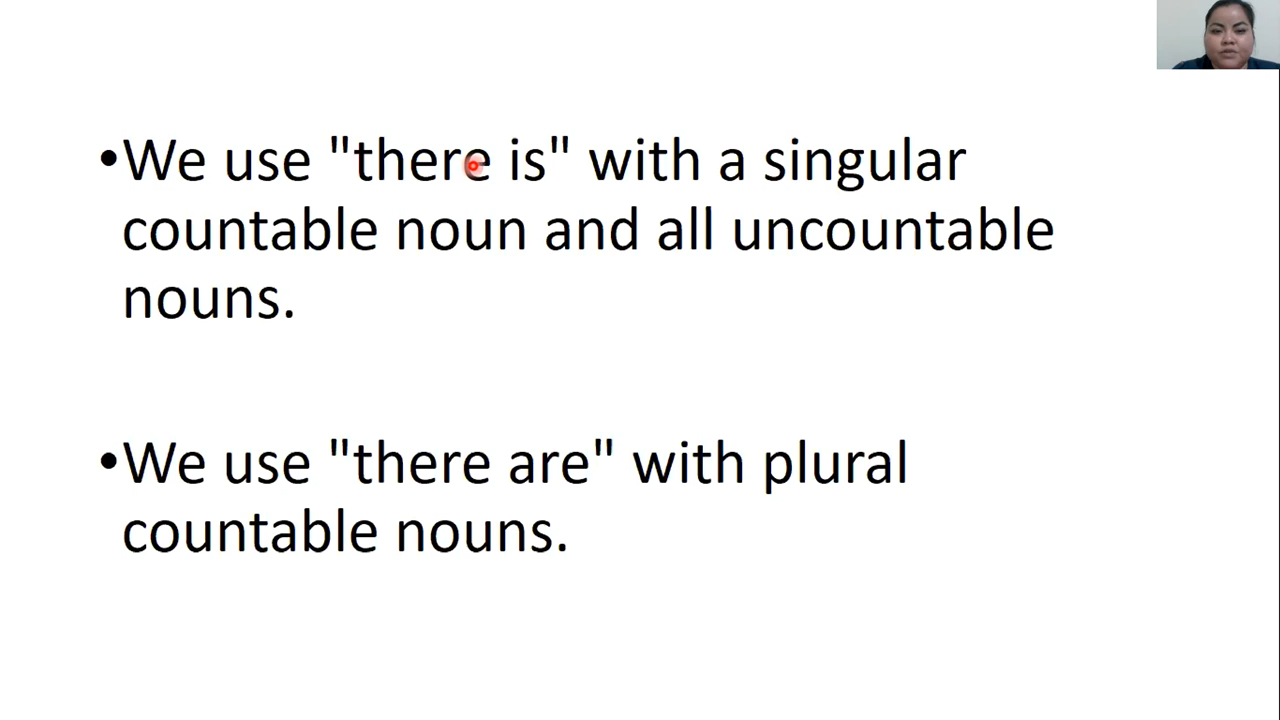 •We use "there is" with a singular
countable noun and all uncountable
nouns.
•We use "there are" with plural
countable nouns.